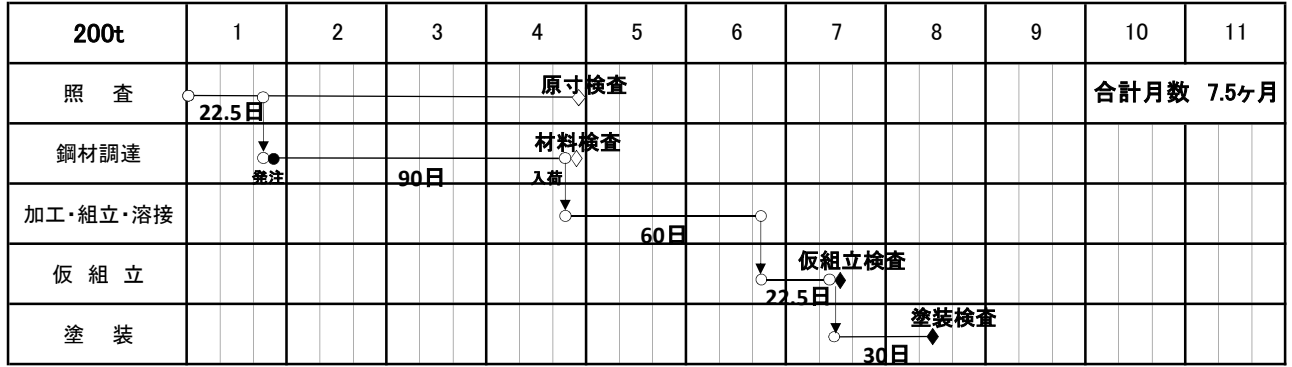 200t 1 2 3 4 5 6 7 8 9 10 11
照 査 22.5日 原寸検査 合計月数 7.5ヶ月
鋼材調達 発注 90日 入荷 材料検査
加工・組立・溶接 60日
仮 組 立 22.5日 仮組立検査
塗 装 30日 塗装検査